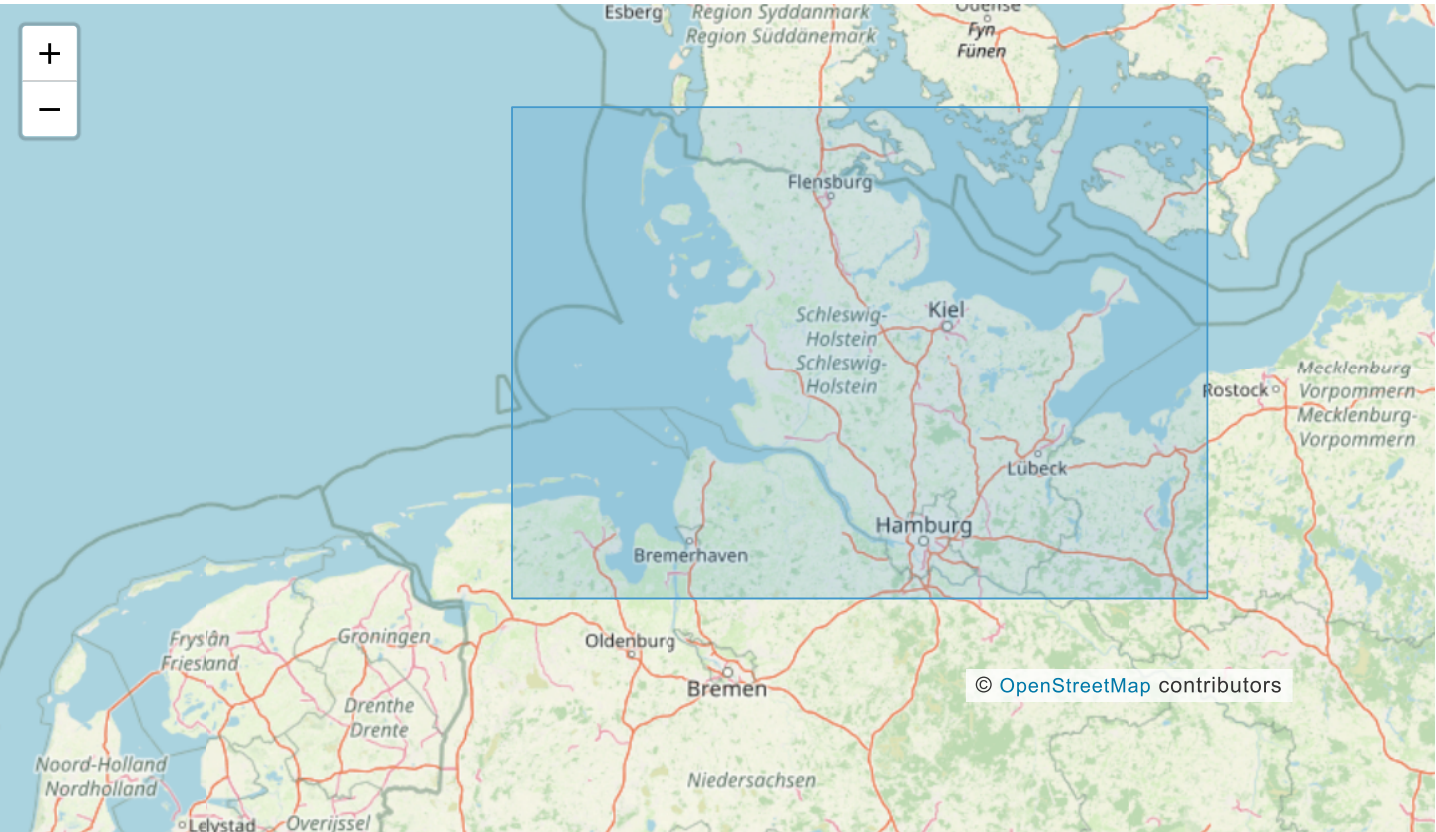 +
−
Esberg
Region Syddanmark
Region Süddänemark
Odense
Fyn
Fünen
Flensburg
Kiel
Schleswig-
Holstein
Schleswig-
Holstein
Mecklenburg
Vorpommern
Mecklenburg-
Vorpommern
Rostock
Lübeck
Hamburg
Bremerhaven
Frysân
Friesland
Groningen
Oldenburg
Bremen
© OpenStreetMap contributors
Drenthe
Drente
Noord-Holland
Nordholland
Niedersachsen
Lelystad
Overijssel